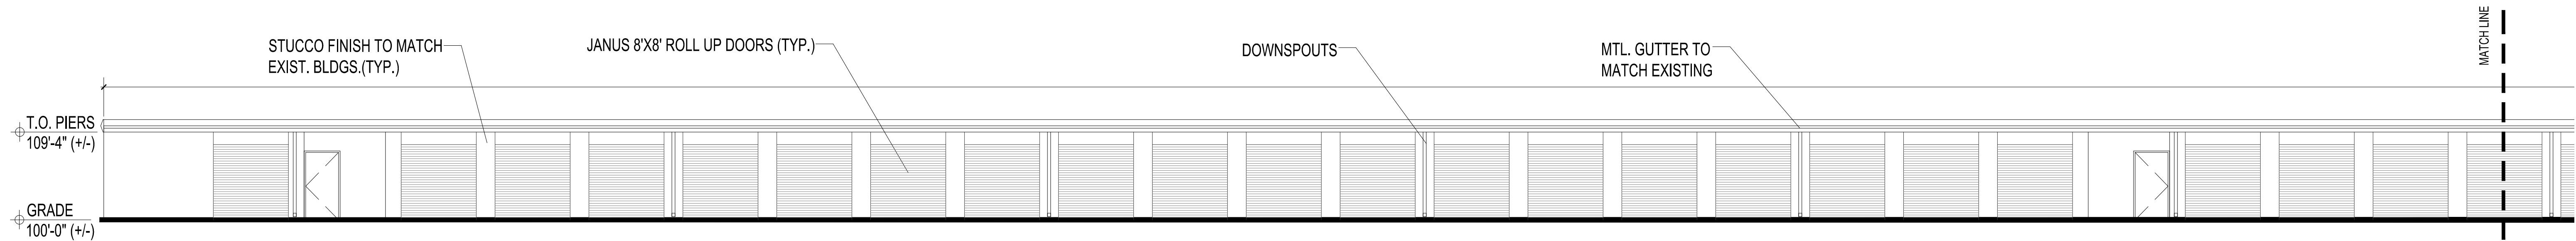 STUCCO FINISH TO MATCH
EXIST. BLDGS.(TYP.)
JANUS 8'X8' ROLL UP DOORS (TYP.)
DOWNSPOUTS
MTL. GUTTER TO
MATCH EXISTING
MATCH LINE
T.O. PIERS
109'-4" (+/-)
GRADE
100'-0" (+/-)